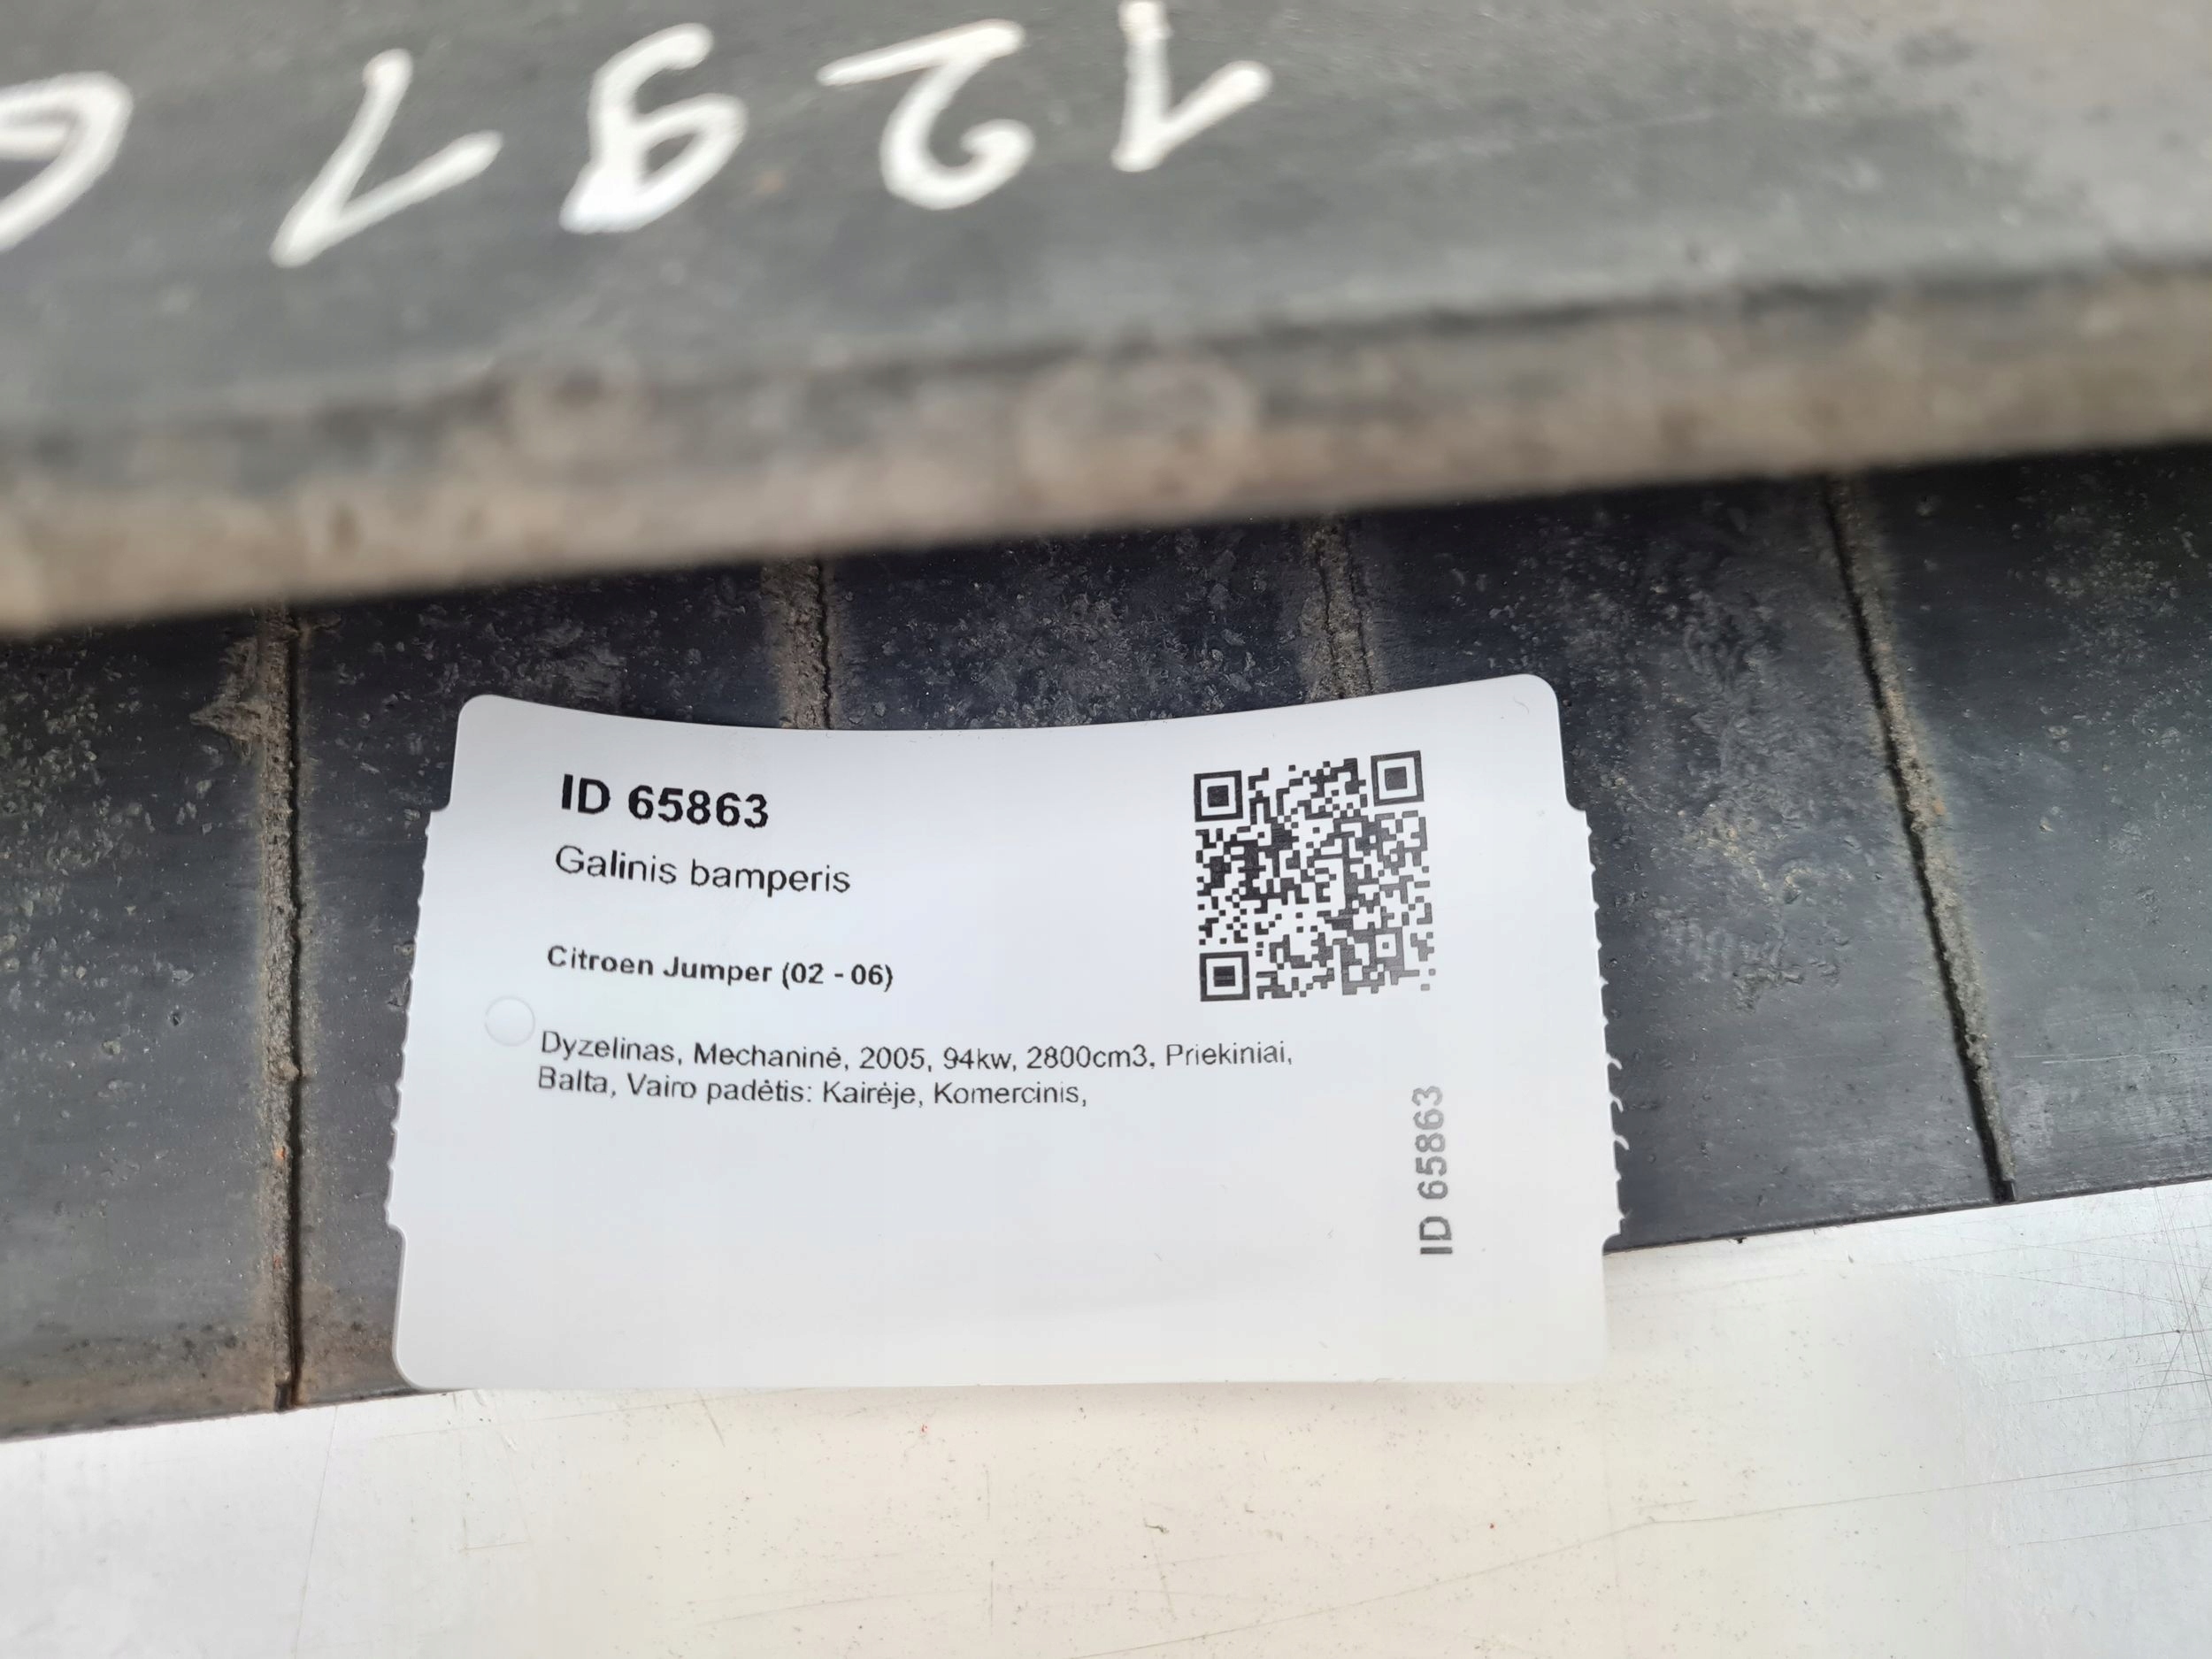 1291
ID 65863
Galinis bamperis
Citroen Jumper (02 - 06)
Dyzelinas, Mechaninė, 2005, 94kw, 2800cm3, Priekiniai,
Balta, Vairo padėtis: Kairėje, Komercinis,
ID 65863